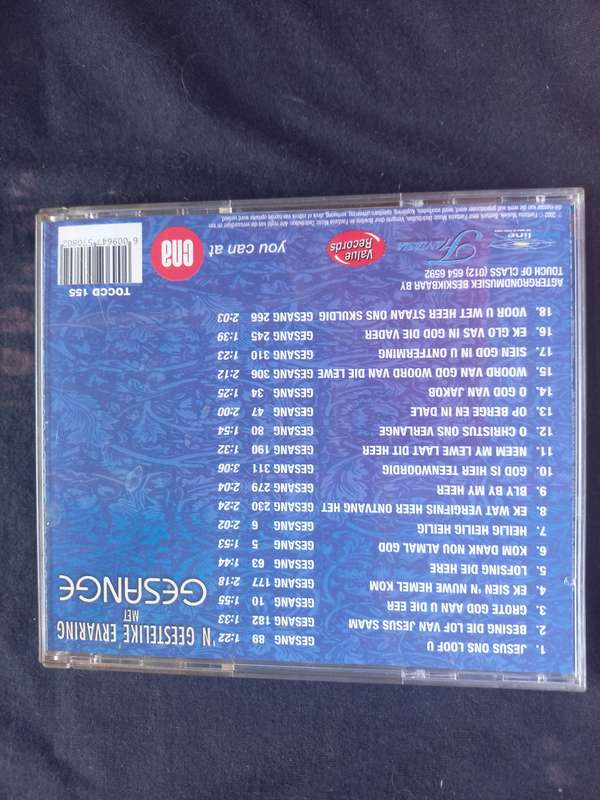 'N GEESTELIKE ERVARING
MET
GESANGE
1. JESUS ONS LOOF U GESANG 89 1:22
2. BESING DIE LOF VAN JESUS SAAM GESANG 182 1:33
3. GROTE GOD AAN U DIE EER GESANG 10 1:55
4. EK SIEN 'N NUWE HEMEL KOM GESANG 177 2:18
5. LOFSING DIE HERE GESANG 63 1:44
6. KOM DANK NOU ALMAL GOD GESANG 5 1:53
7. HEILIG HEILIG HEILIG GESANG 6 2:02
8. EK WAT VERGIFNIS HEER ONTVANG HET GESANG 230 2:24
9. BLY BY MY HEER GESANG 279 2:04
10. GOD IS HIER TEENWOORDIG GESANG 311 3:06
11. NEEM MY LEWE LAAT DIT HEER GESANG 190 1:32
12. O CHRISTUS ONS VERLANGE GESANG 80 1:54
13. OP BERGE EN IN DALE GESANG 47 2:00
14. O GOD VAN JAKOB GESANG 34 1:25
15. WOORD VAN GOD WOORD VAN DIE LEWE GESANG 306 2:12
17. SIEN GOD IN U ONTFERMING GESANG 310 1:23
16. EK GLO VAS IN GOD DIE VADER GESANG 245 1:39
18. VOOR U WET HEER STAAN ONS SKULDIG GESANG 266 2:03
AGTERGRONDMUSIEK BESKIKBAAR BY
TOUCH OF CLASS (012) 654 6592
TOCCD 155
FANTASIA
Value Records
you can at
cna